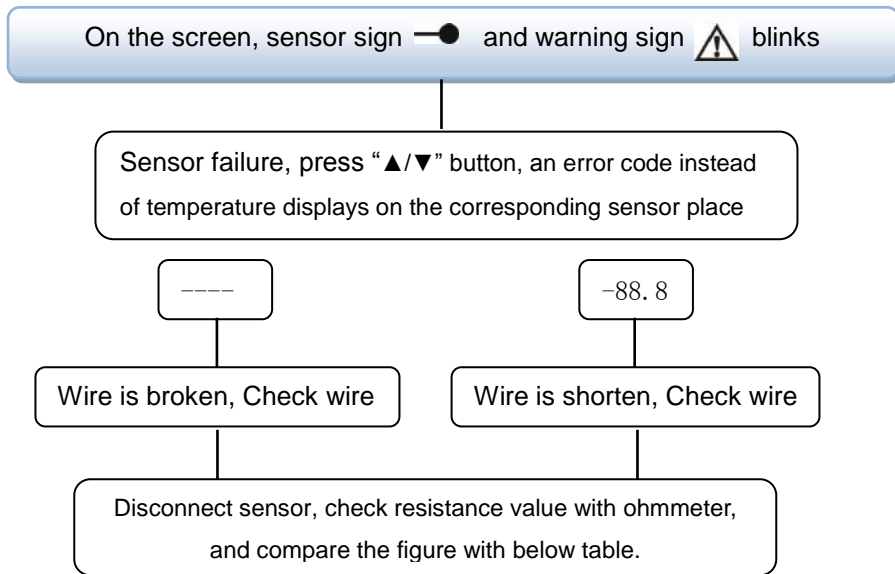 On the screen, sensor sign and warning sign blinks
Sensor failure, press “▲/▼” button, an error code instead
of temperature displays on the corresponding sensor place
----
-88.8
Wire is broken, Check wire
Wire is shorten, Check wire
Disconnect sensor, check resistance value with ohmmeter,
and compare the figure with below table.